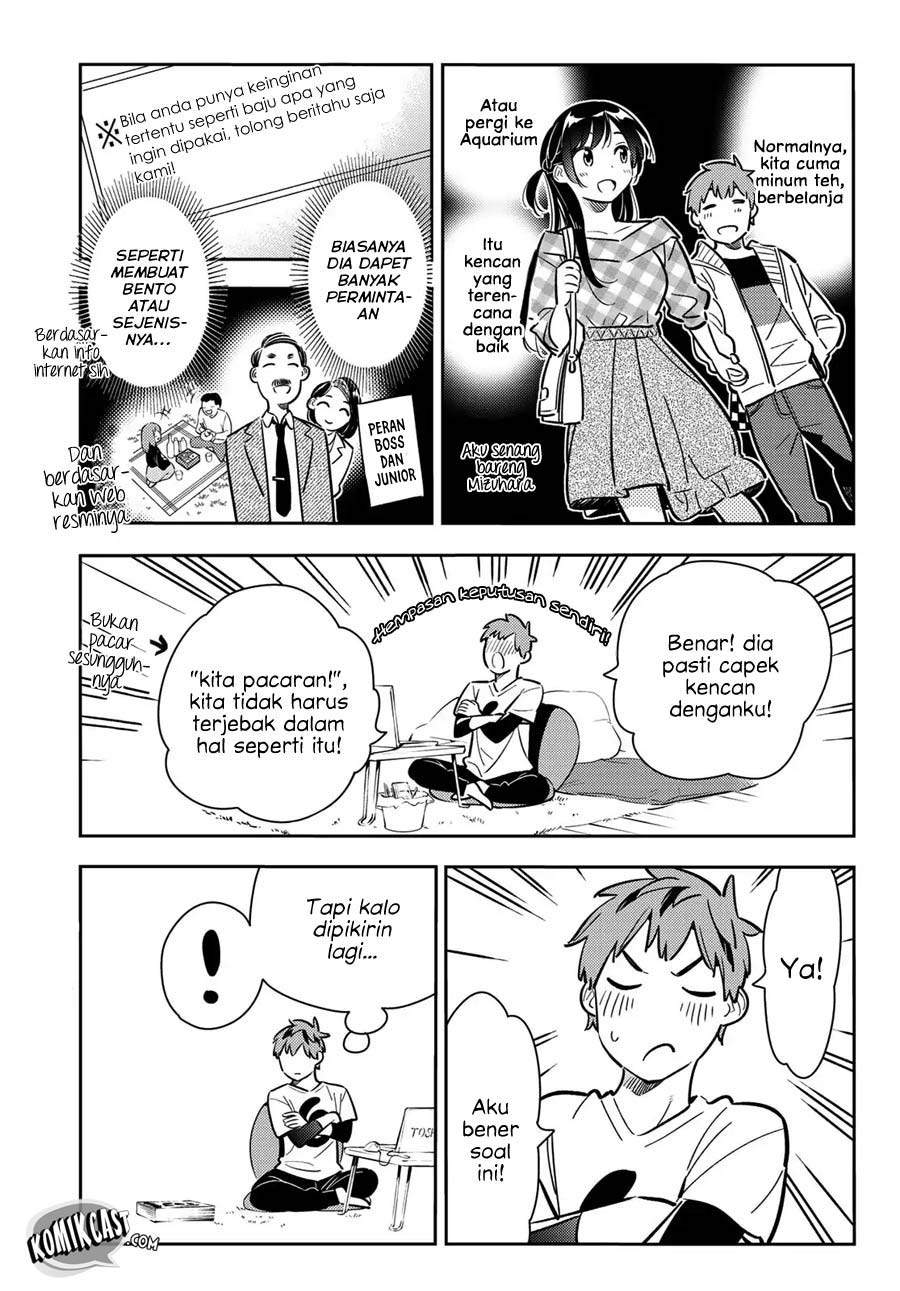 Normalnya,
kita cuma
minum teh,
berbelanja
Atau
pergi ke
Aquarium
Itu
kencan
yang
teren-
cana
dengan
baik
Aku senang
bareng
Mizuhara
※Bila anda punya keinginan
tertentu seperti baju apa yang
ingin dipakai, tolong beritahu saja
kami!
BIASANYA
DIA DAPET
BANYAK
PERMINTA-
AN
SEPERTI
MEMBUAT
BENTO ATAU
SEJENIS-
NYA...
Berdasar-
kan info
internet sih
PERAN
BOSS
DAN
JUNIOR
Dan
berdasar-
kan web
resminya
Benar! dia
pasti capek
kencan
denganku!
Hempasan keputusan sendiri!
"kita pacaran!",
kita tidak harus
terjebak dalam
hal seperti itu!
Bukan
pacar
sesungguh-
nya
Ya!
Aku
bener
soal
ini!
Tapi kalo
dipikirin
lagi...
!
TOSH
KOMIKCAST
.COM